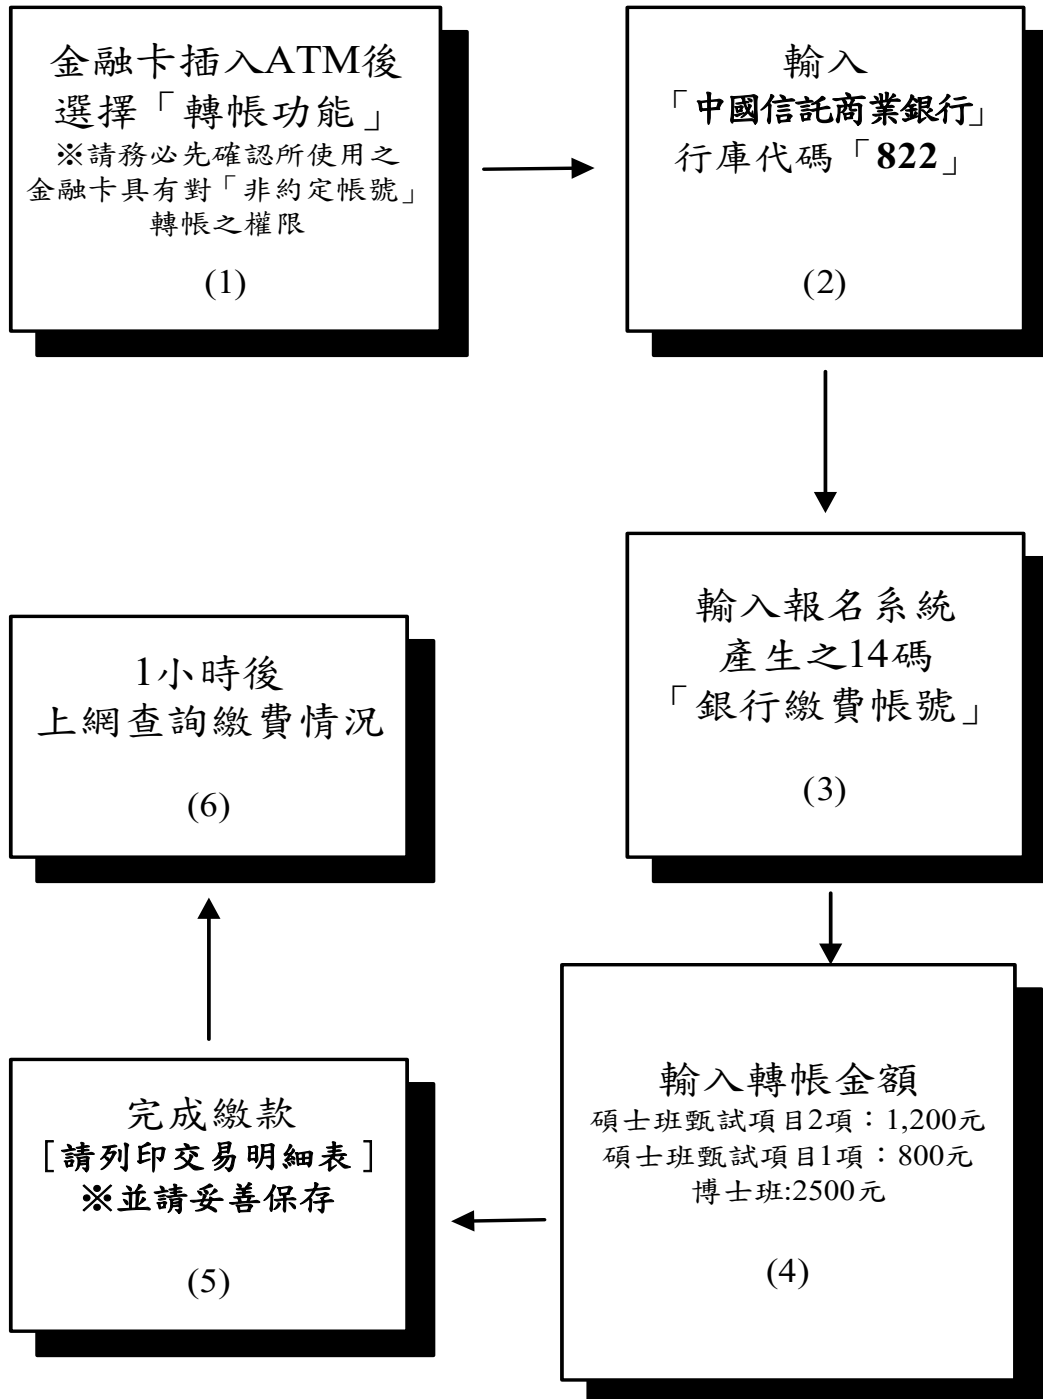 金融卡插入ATM後
選擇「轉帳功能」
※請務必先確認所使用之
金融卡具有對「非約定帳號」
轉帳之權限
(1)
輸入
「中國信託商業銀行」
行庫代碼「822」
(2)
輸入報名系統
產生之14碼
「銀行繳費帳號」
(3)
輸入轉帳金額
碩士班甄試項目2項：1,200元
碩士班甄試項目1項：800元
博士班:2500元
(4)
完成繳款
[請列印交易明細表]
※並請妥善保存
(5)
1小時後
上網查詢繳費情況
(6)